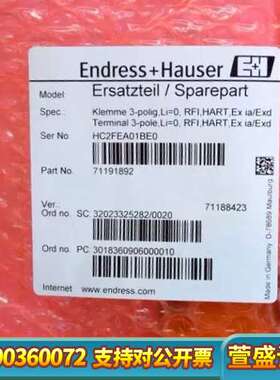 Endress+Hauser E+H
Model: Ersatzteil / Sparepart
Spec.: Klemme 3-polig,Li=0, RFI,HART,Ex ia/Exd
Terminal 3-pole,Li=0, RFI,HART,Ex ia/Exd
Ser No HC2FEA01BE0
Part No. 71191892
Ver.: 71188423
Ord no. SC 32023325282/0020
Ord no. PC 3018360906000010
Internet www.endress.com
Made in Germany, D-79689 Maulburg
00360072 支持对公开票 萱盛